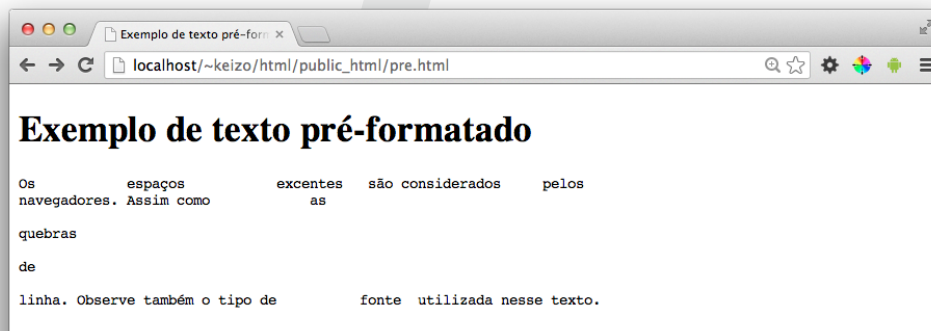 Exemplo de texto pré-form
localhost/~keizo/html/public_html/pre.html
Exemplo de texto pré-formatado
Os           espaços           excentes   são considerados     pelos
navegadores. Assim como            as
quebras
de
linha. Observe também o tipo de          fonte  utilizada nesse texto.